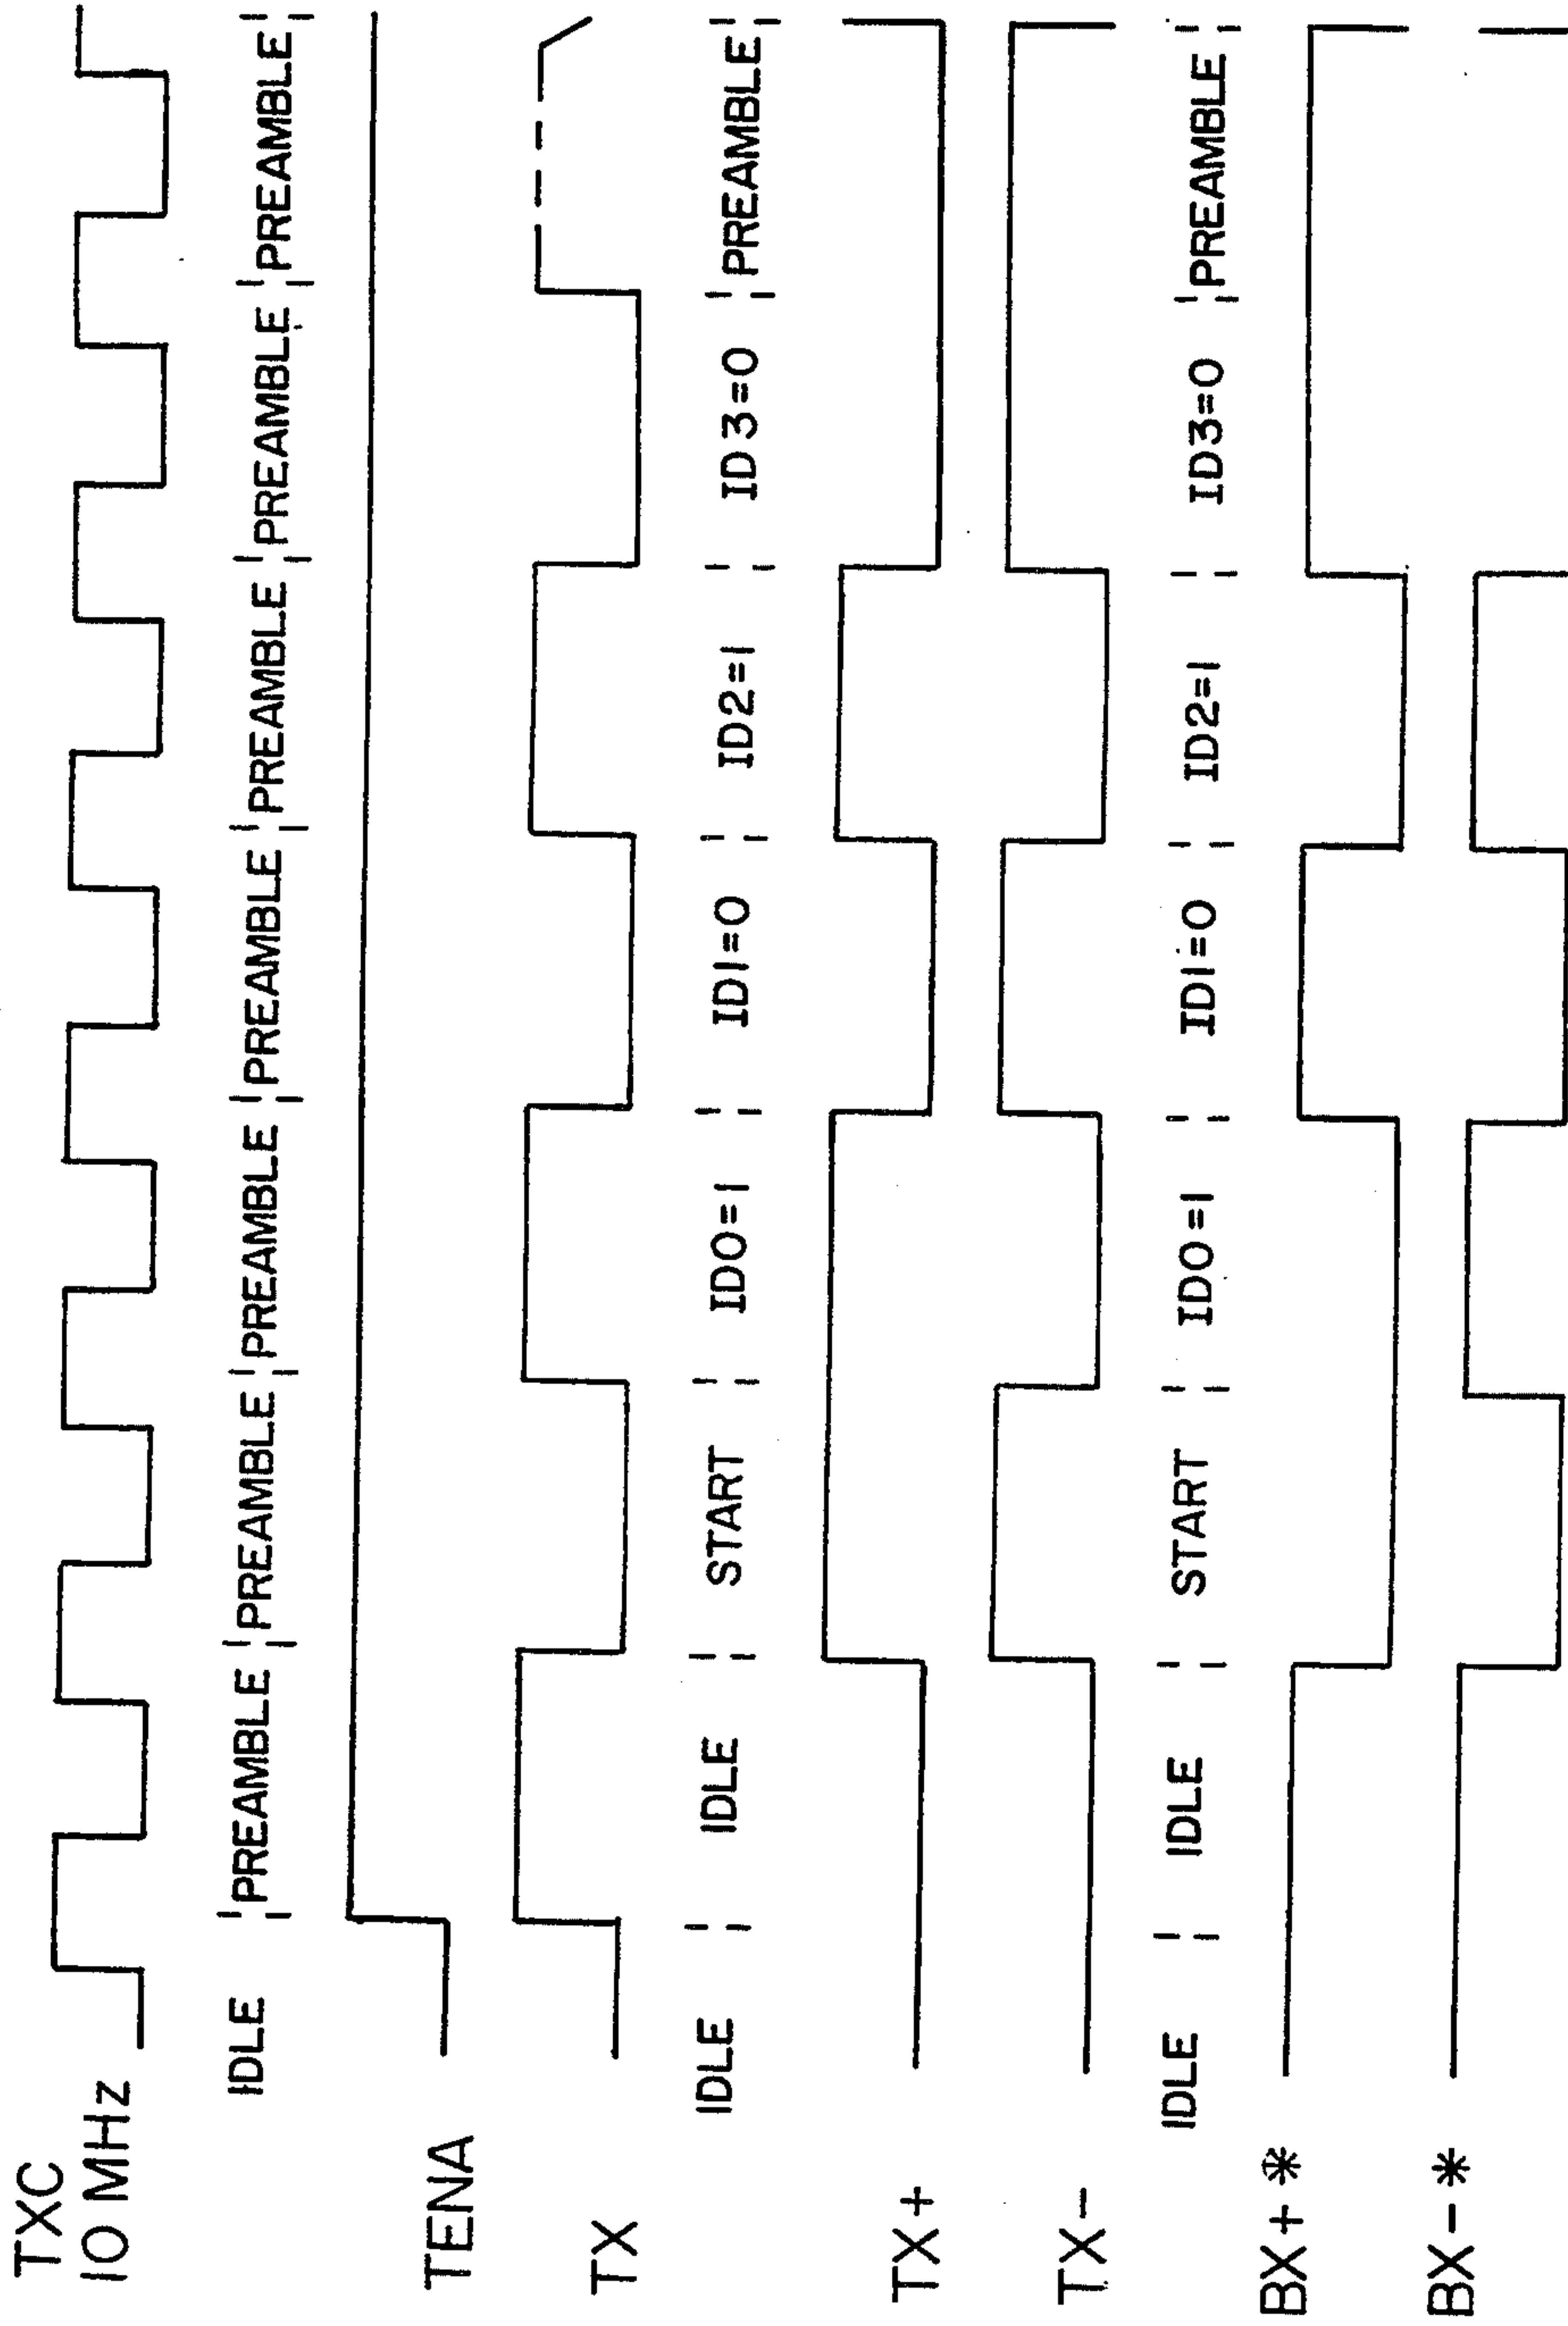 TXC
10 MHz
IDLE PREAMBLE PREAMBLE PREAMBLE PREAMBLE PREAMBLE PREAMBLE PREAMBLE
TENA
TX
IDLE IDLE START ID0=1 ID1=0 ID2=1 ID3=0 PREAMBLE
TX+
TX-
IDLE IDLE START ID0=1 ID1=0 ID2=1 ID3=0 PREAMBLE
BX+*
BX-*